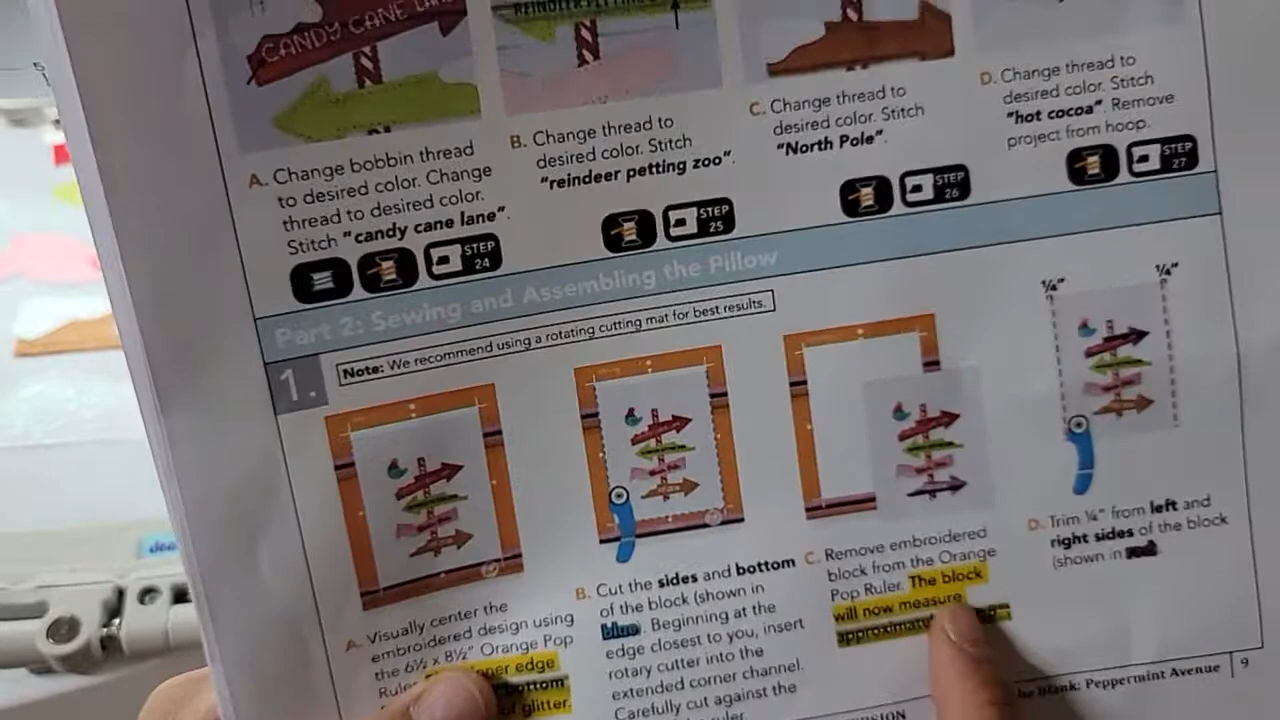 CANDY CANE
REINDEER PETTING
A. Change bobbin thread
to desired color. Change
thread to desired color.
Stitch "candy cane lane".
STEP
24
B. Change thread to
desired color. Stitch
"reindeer petting zoo".
STEP
25
C. Change thread to
desired color. Stitch
"North Pole".
STEP
26
D. Change thread to
desired color. Stitch
"hot cocoa". Remove
project from hoop.
STEP
27
Part 2: Sewing and Assembling the Pillow
1.
Note: We recommend using a rotating cutting mat for best results.
¼" ¼"
A. Visually center the
embroidered design using
the 6½ x 8½" Orange Pop
inner edge
bottom
of glitter.
B. Cut the sides and bottom
of the block (shown in
blue). Beginning at the
edge closest to you, insert
rotary cutter into the
extended corner channel.
Carefully cut against the
ruler.
C. Remove embroidered
block from the Orange
Pop Ruler. The block
will now measure
D. Trim ¼" from left and
right sides of the block
(shown in
Blank: Peppermint Avenue 9